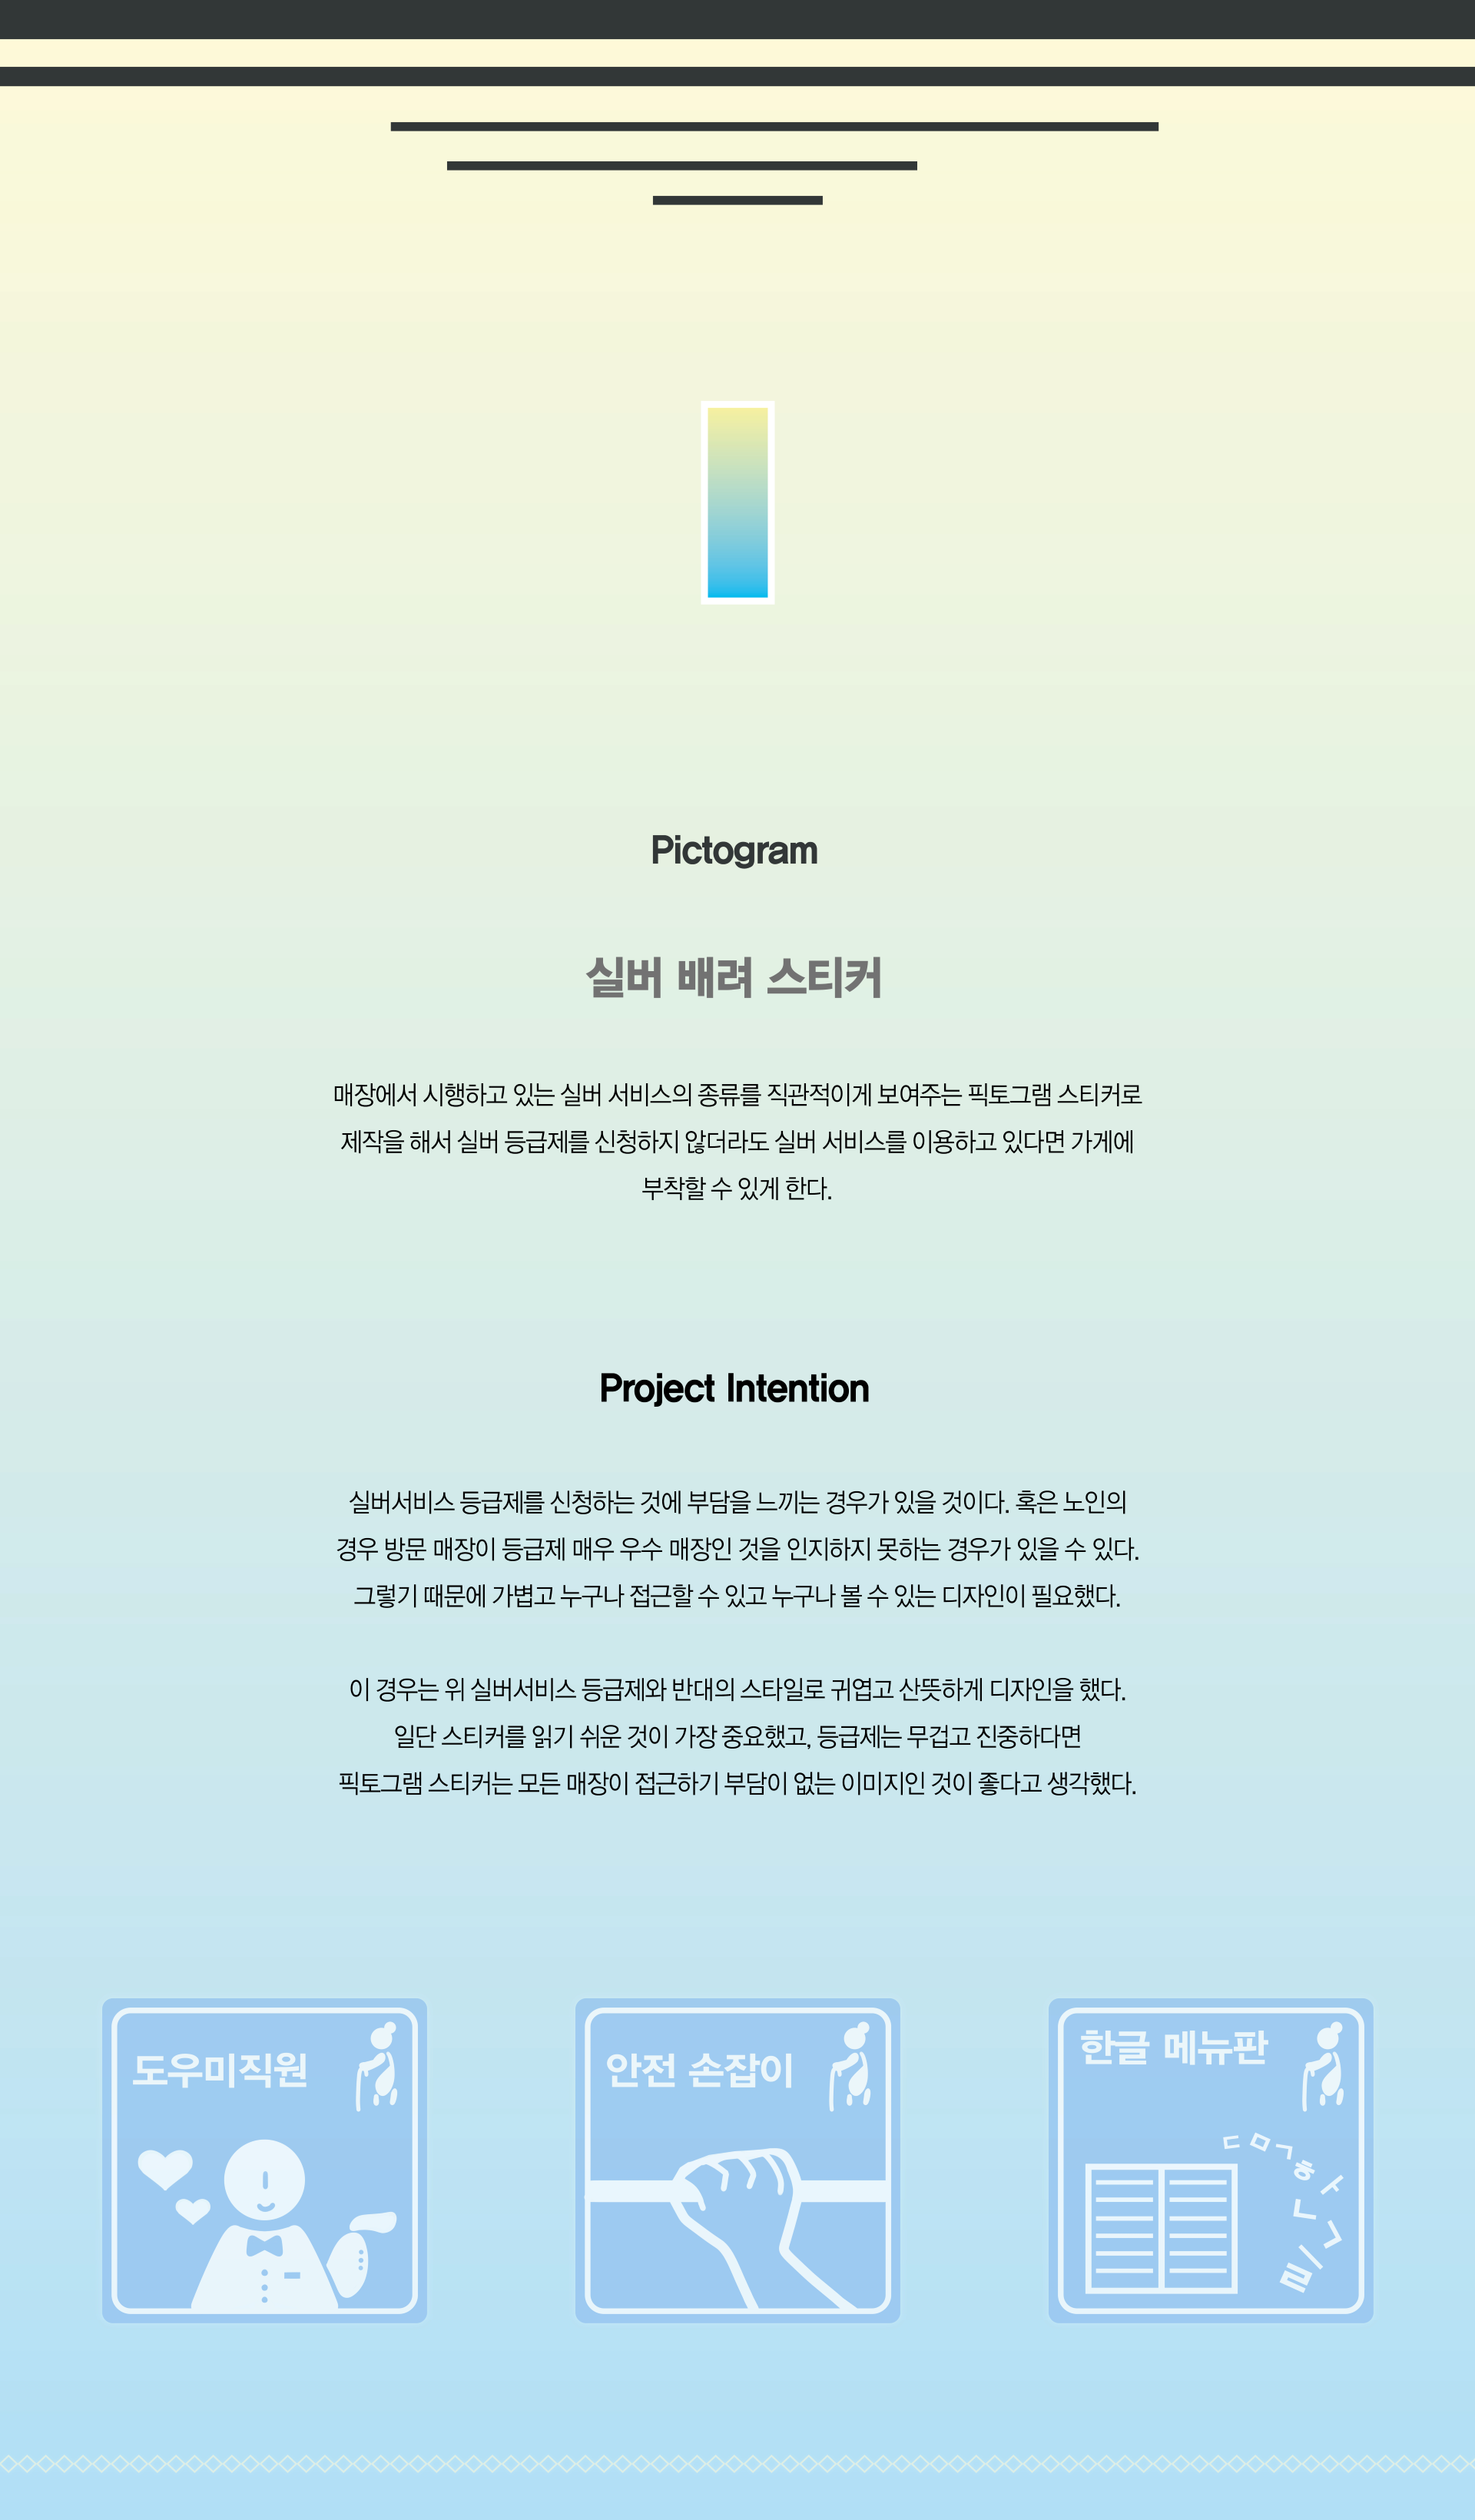 Pictogram
실버 배려 스티커
매장에서 시행하고 있는 실버 서비스의 종류를 직관적이게 보여주는 픽토그램 스티커로
제작을 해서 실버 등급제를 신청하지 않더라도 실버 서비스를 이용하고 있다면 가게에
부착할 수 있게 한다.
Project Intention
실버서비스 등급제를 신청하는 것에 부담을 느끼는 경우가 있을 것이다. 혹은 노인의
경우 방문 매장이 등급제 매우 우수 매장인 것을 인지하지 못하는 경우가 있을 수 있다.
그렇기 때문에 가볍고 누구나 접근할 수 있고 누구나 볼 수 있는 디자인이 필요했다.
이 경우는 위 실버서비스 등급제와 반대의 스타일로 귀엽고 산뜻하게 디자인을 했다.
일단 스티커를 읽기 쉬운 것이 가장 중요했고, 등급제는 무겁고 진중하다면
픽토그램 스티커는 모든 매장이 접근하기 부담이 없는 이미지인 것이 좋다고 생각했다.
도우미직원
안전 손잡이
한글 메뉴판
ㄷㅁㄱㅎㅅㄴㄱㅣㄹ